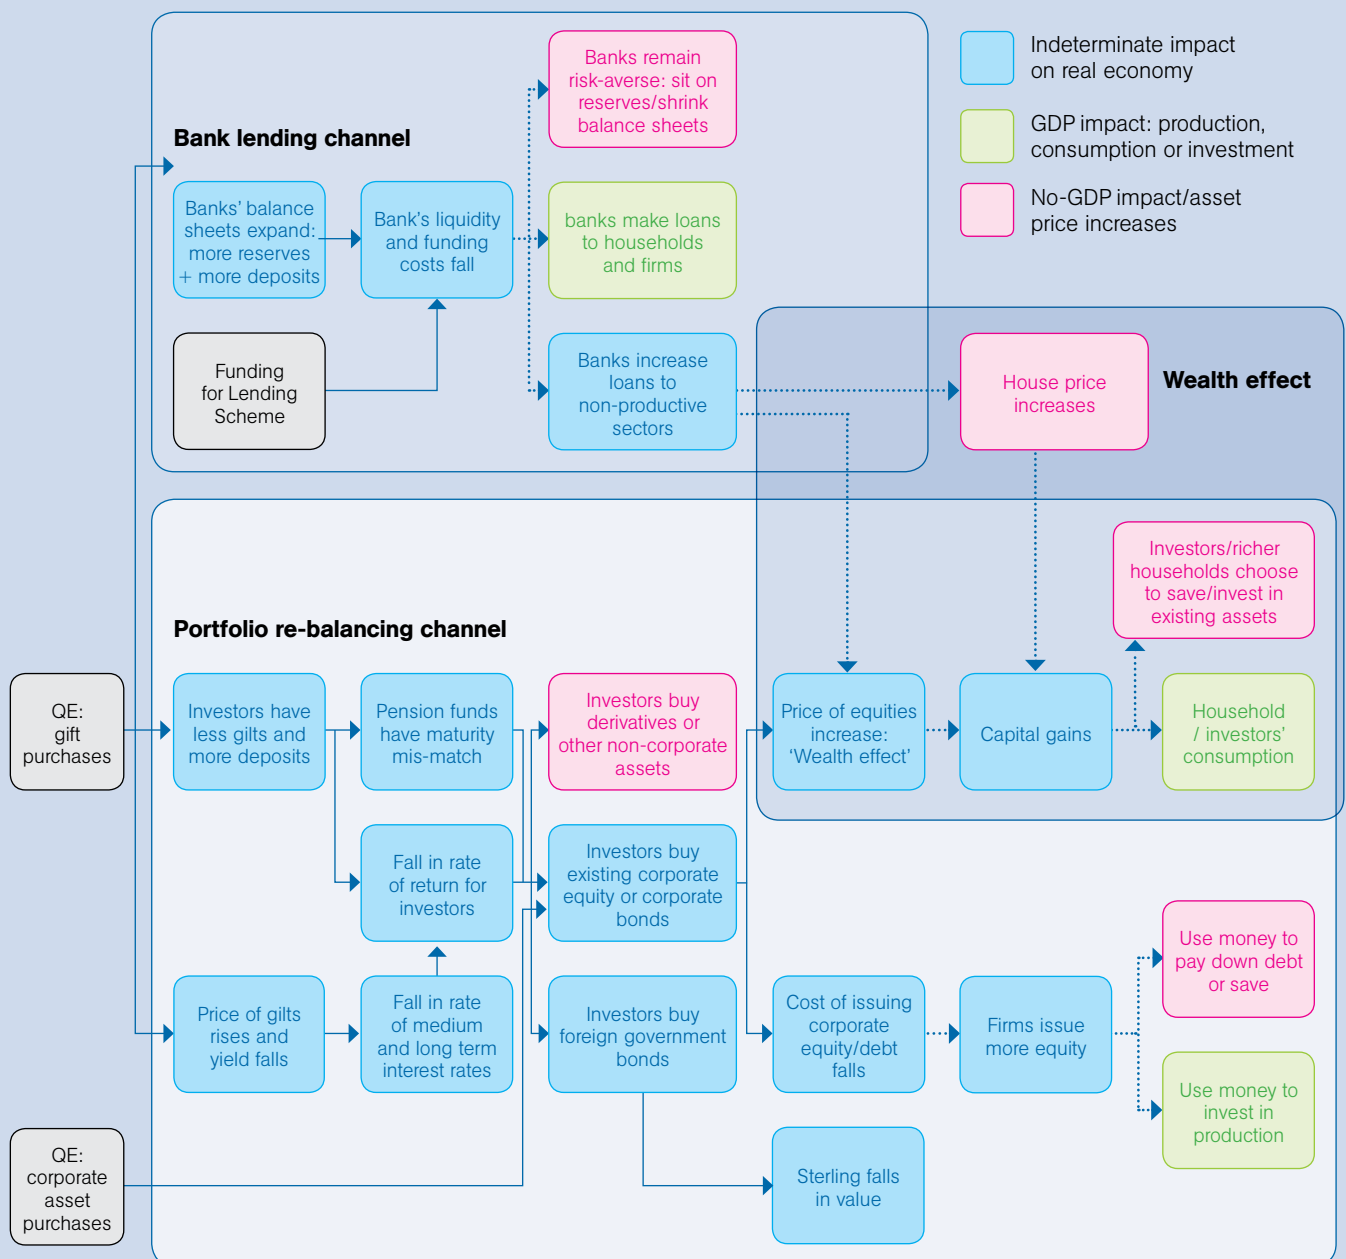 Indeterminate impact
on real economy
GDP impact: production,
consumption or investment
No-GDP impact/asset
price increases
Bank lending channel
Banks remain
risk-averse: sit on
reserves/shrink
balance sheets
Banks' balance
sheets expand:
more reserves
+ more deposits
Bank's liquidity
and funding
costs fall
banks make loans
to households
and firms
Funding
for Lending
Scheme
Banks increase
loans to
non-productive
sectors
House price
increases
Wealth effect
Investors/richer
households choose
to save/invest in
existing assets
Portfolio re-balancing channel
QE:
gift
purchases
Investors have
less gilts and
more deposits
Pension funds
have maturity
mis-match
Investors buy
derivatives or
other non-corporate
assets
Price of equities
increase:
'Wealth effect'
Capital gains
Household
/ investors'
consumption
Fall in rate
of return for
investors
Investors buy
existing corporate
equity or corporate
bonds
Price of gilts
rises and
yield falls
Fall in rate
of medium
and long term
interest rates
Investors buy
foreign government
bonds
Cost of issuing
corporate
equity/debt
falls
Firms issue
more equity
Use money to
pay down debt
or save
Use money to
invest in
production
QE:
corporate
asset
purchases
Sterling falls
in value